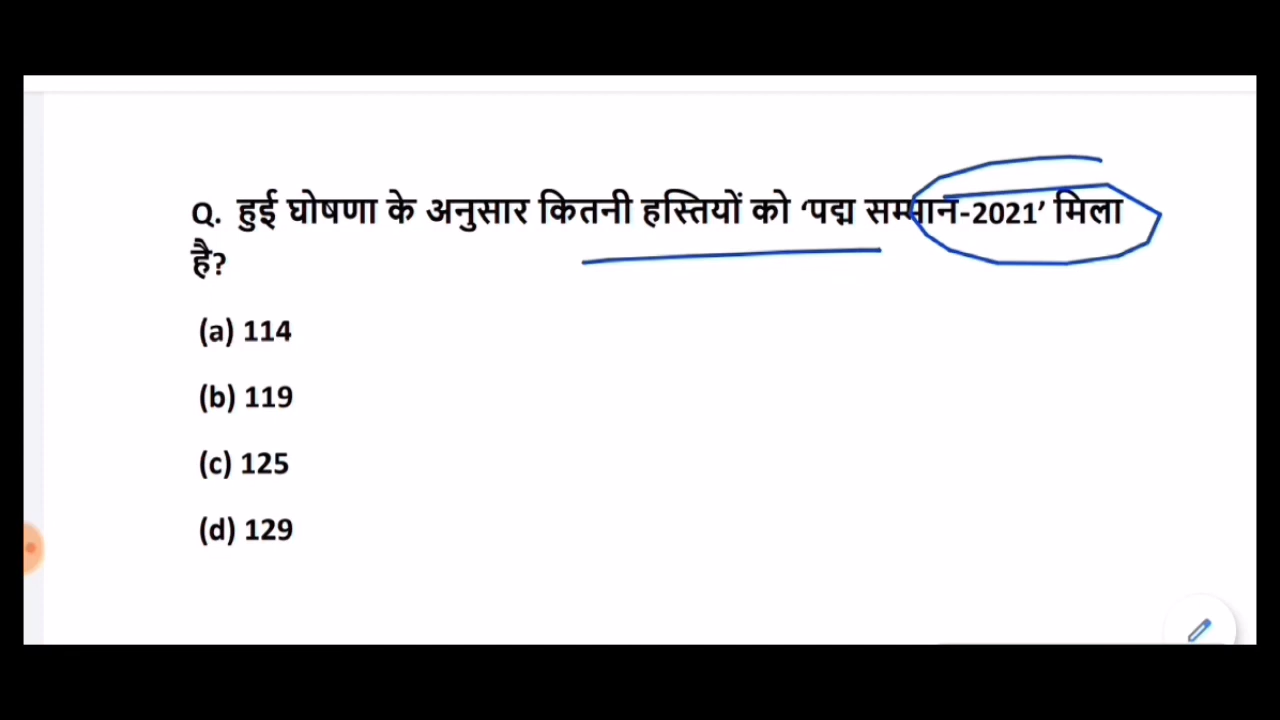 Q. हुई घोषणा के अनुसार कितनी हस्तियों को ‘पद्म सम्मान-2021’ मिला
है?
(a) 114
(b) 119
(c) 125
(d) 129